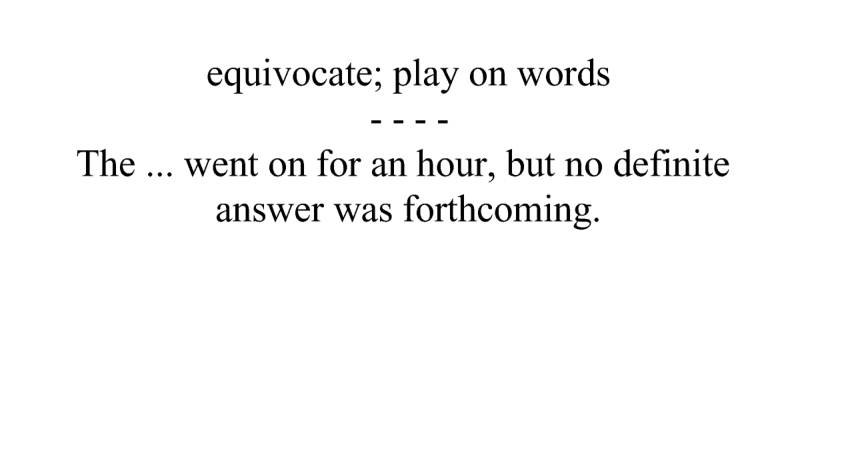 equivocate; play on words
- - - -
The ... went on for an hour, but no definite
answer was forthcoming.